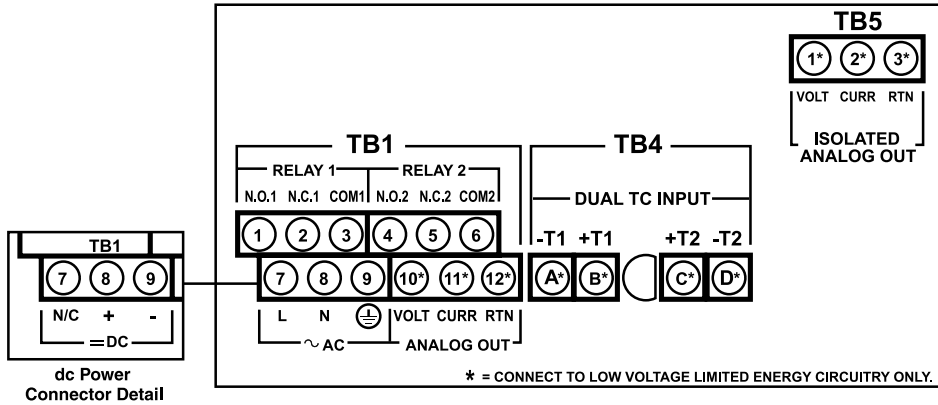 TB5
1* 2* 3*
VOLT CURR RTN
ISOLATED
ANALOG OUT
TB1
RELAY 1 RELAY 2
N.O.1 N.C.1 COM1 N.O.2 N.C.2 COM2
1 2 3 4 5 6
7 8 9 10* 11* 12*
L N VOLT CURR RTN
~ AC ANALOG OUT
TB4
DUAL TC INPUT
-T1 +T1 +T2 -T2
A* B* C* D*
TB1
7 8 9
N/C + -
=DC
dc Power
Connector Detail
* = CONNECT TO LOW VOLTAGE LIMITED ENERGY CIRCUITRY ONLY.